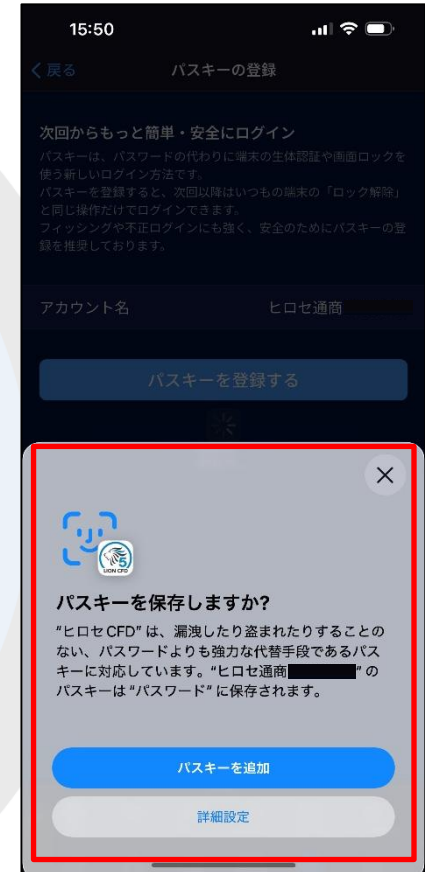 15:50
戻る
パスキーの登録
次回からもっと簡単・安全にログイン
パスキーは、パスワードの代わりに端末の生体認証や画面ロックを
使う新しいログイン方法です。
パスキーを登録すると、次回以降はいつもの端末の「ロック解除」
と同じ操作だけでログインできます。
フィッシングや不正ログインにも強く、安全のためにパスキーの登
録を推奨しております。
アカウント名
ヒロセ通商
パスキーを登録する
5
LION CFD
パスキーを保存しますか?
“ヒロセ CFD” は、漏洩したり盗まれたりすることの
ない、パスワードよりも強力な代替手段であるパス
キーに対応しています。“ヒロセ通商 ” の
パスキーは “パスワード” に保存されます。
パスキーを追加
詳細設定